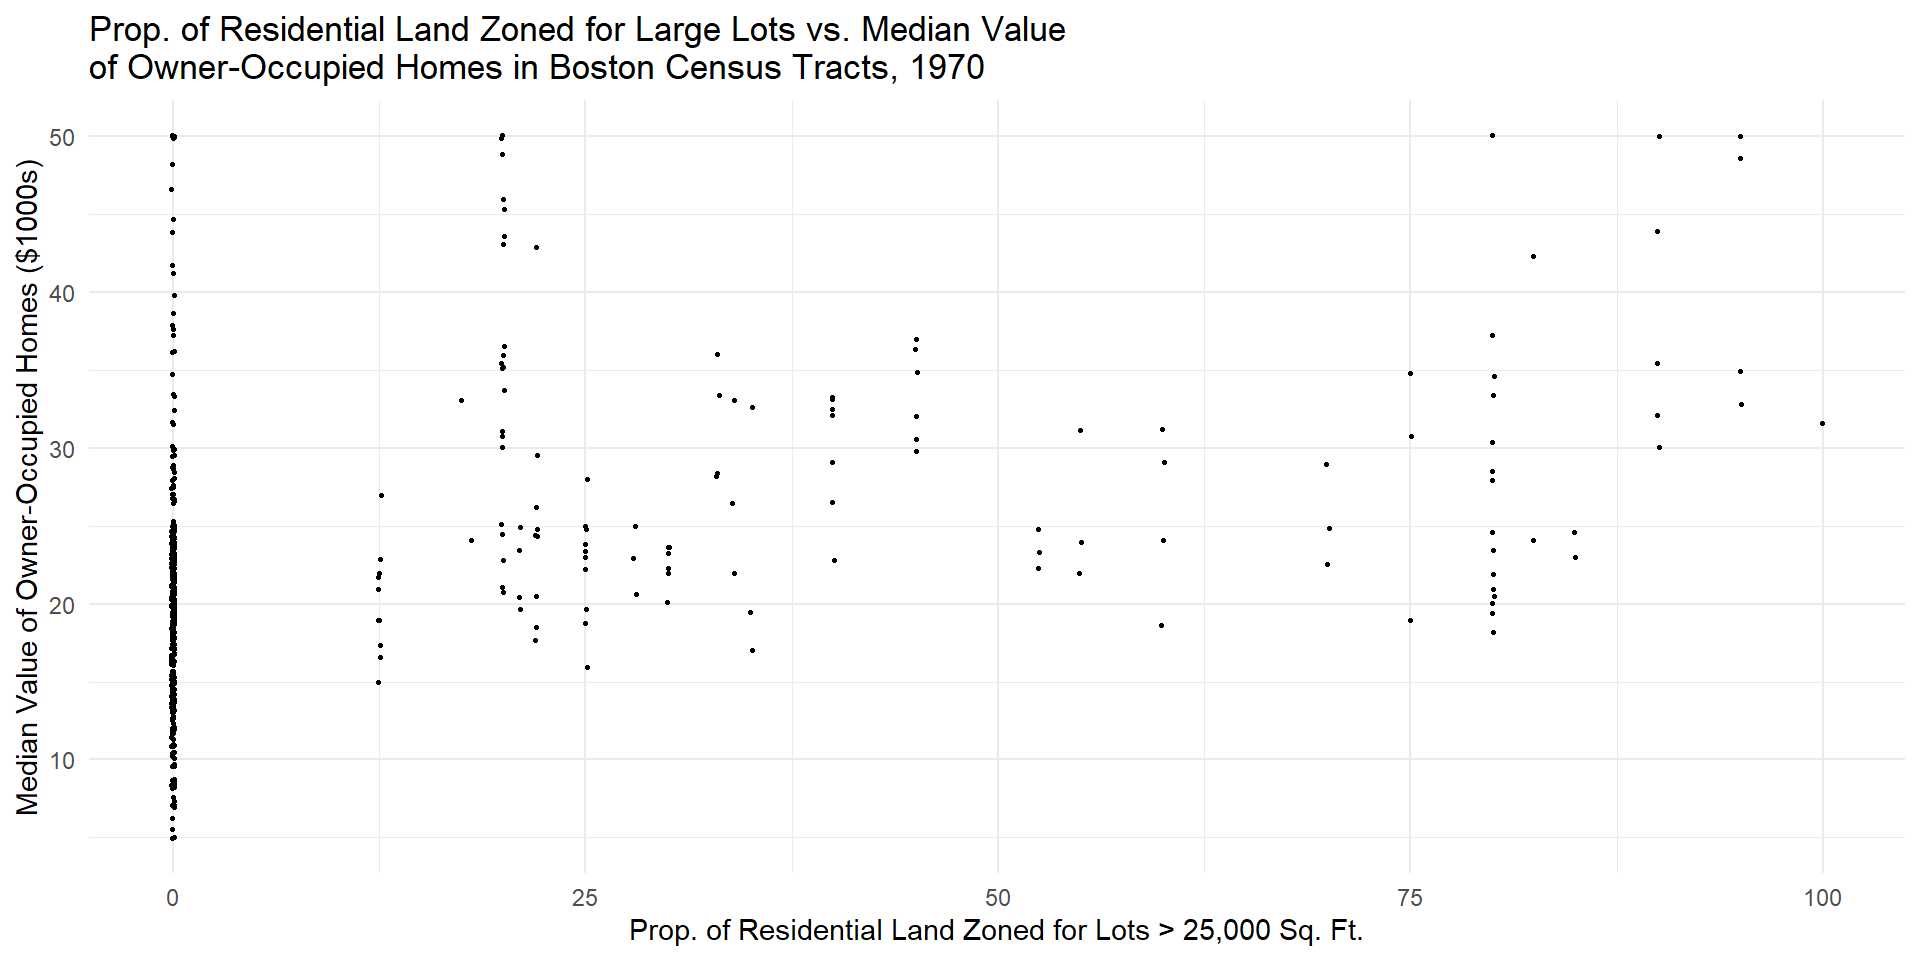 Prop. of Residential Land Zoned for Large Lots vs. Median Value
of Owner-Occupied Homes in Boston Census Tracts, 1970
Median Value of Owner-Occupied Homes ($1000s)
50
40
30
20
10
0
25
50
75
100
Prop. of Residential Land Zoned for Lots > 25,000 Sq. Ft.